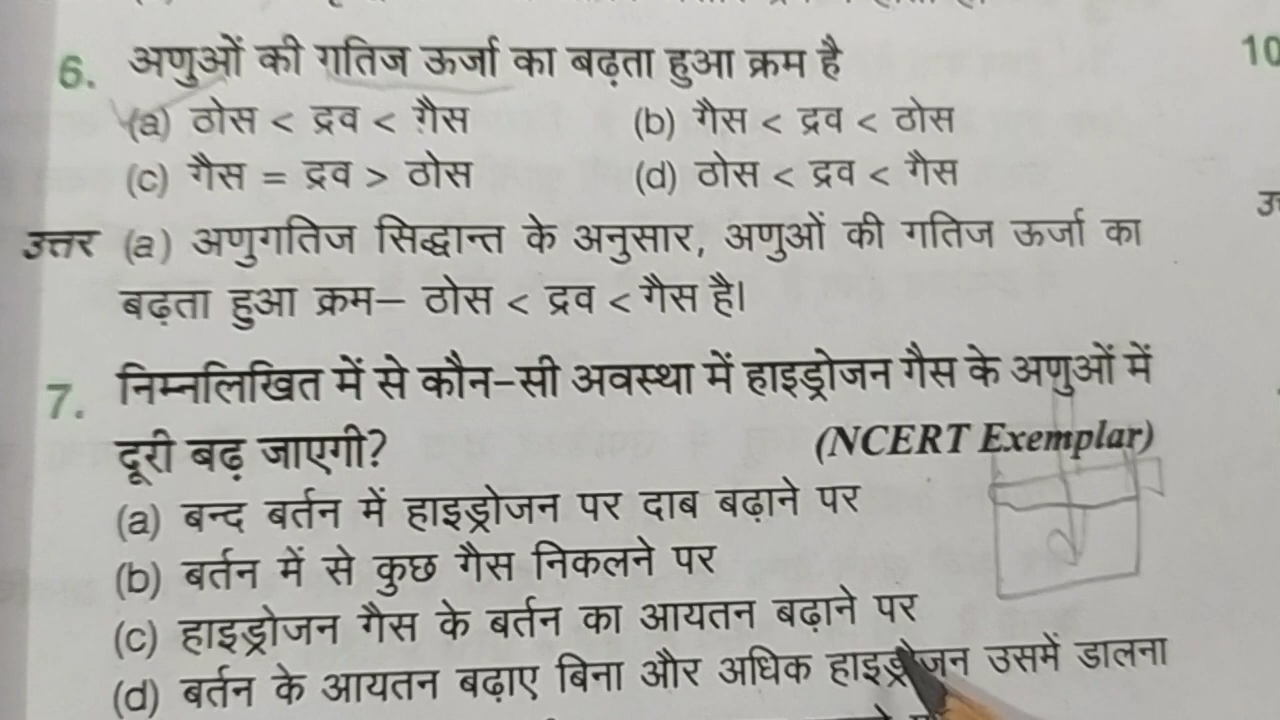 6. अणुओं की गतिज ऊर्जा का बढ़ता हुआ क्रम है
(a) ठोस < द्रव < गैस (b) गैस < द्रव < ठोस
(c) गैस = द्रव > ठोस (d) ठोस < द्रव < गैस
उत्तर (a) अणुगतिज सिद्धान्त के अनुसार, अणुओं की गतिज ऊर्जा का
बढ़ता हुआ क्रम– ठोस < द्रव < गैस है।
7. निम्नलिखित में से कौन-सी अवस्था में हाइड्रोजन गैस के अणुओं में
दूरी बढ़ जाएगी? (NCERT Exemplar)
(a) बन्द बर्तन में हाइड्रोजन पर दाब बढ़ाने पर
(b) बर्तन में से कुछ गैस निकलने पर
(c) हाइड्रोजन गैस के बर्तन का आयतन बढ़ाने पर
(d) बर्तन के आयतन बढ़ाए बिना और अधिक हाइड्रोजन उसमें डालना
10